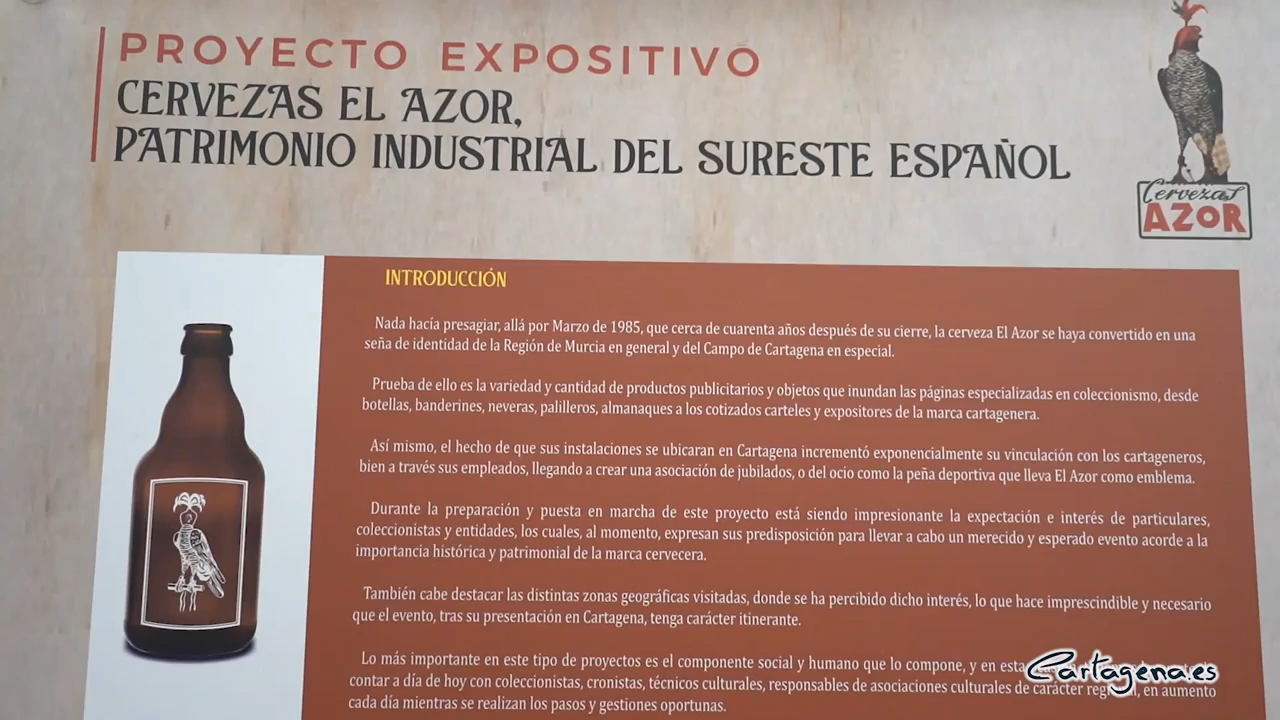 PROYECTO EXPOSITIVO
CERVEZAS EL AZOR,
PATRIMONIO INDUSTRIAL DEL SURESTE ESPAÑOL
Cervezas
AZOR
INTRODUCCIÓN
Nada hacía presagiar, allá por Marzo de 1985, que cerca de cuarenta años después de su cierre, la cerveza El Azor se haya convertido en una
seña de identidad de la Región de Murcia en general y del Campo de Cartagena en especial.
Prueba de ello es la variedad y cantidad de productos publicitarios y objetos que inundan las páginas especializadas en coleccionismo, desde
botellas, banderines, neveras, palilleros, almanaques a los cotizados carteles y expositores de la marca cartagenera.
Así mismo, el hecho de que sus instalaciones se ubicaran en Cartagena incrementó exponencialmente su vinculación con los cartageneros,
bien a través sus empleados, llegando a crear una asociación de jubilados, o del ocio como la peña deportiva que lleva El Azor como emblema.
Durante la preparación y puesta en marcha de este proyecto está siendo impresionante la expectación e interés de particulares,
coleccionistas y entidades, los cuales, al momento, expresan sus predisposición para llevar a cabo un merecido y esperado evento acorde a la
importancia histórica y patrimonial de la marca cervecera.
También cabe destacar las distintas zonas geográficas visitadas, donde se ha percibido dicho interés, lo que hace imprescindible y necesario
que el evento, tras su presentación en Cartagena, tenga carácter itinerante.
Lo más importante en este tipo de proyectos es el componente social y humano que lo compone, y en
contar a día de hoy con coleccionistas, cronistas, técnicos culturales, responsables de asociaciones culturales de carácter en aumento
cada día mientras se realizan los pasos y gestiones oportunas.
Cartagena.es